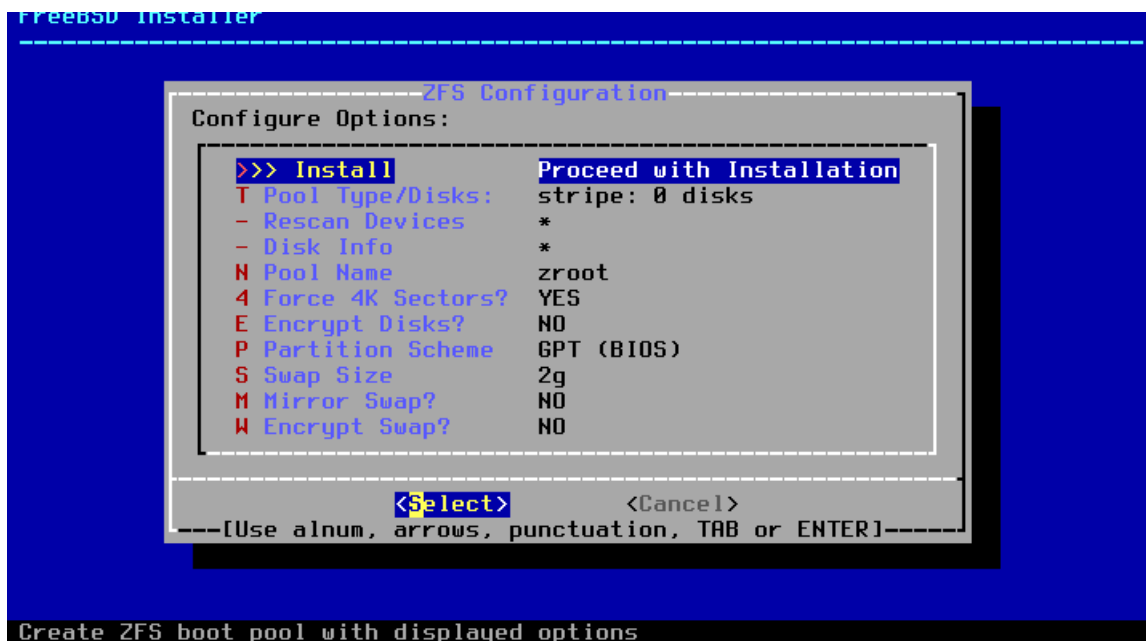 FreeBSD Installer
ZFS Configuration
Configure Options:
>>> Install Proceed with Installation
T Pool Type/Disks: stripe: 0 disks
- Rescan Devices *
- Disk Info *
N Pool Name zroot
4 Force 4K Sectors? YES
E Encrypt Disks? NO
P Partition Scheme GPT (BIOS)
S Swap Size 2g
M Mirror Swap? NO
W Encrypt Swap? NO
<Select> <Cancel>
[Use alnum, arrows, punctuation, TAB or ENTER]
Create ZFS boot pool with displayed options